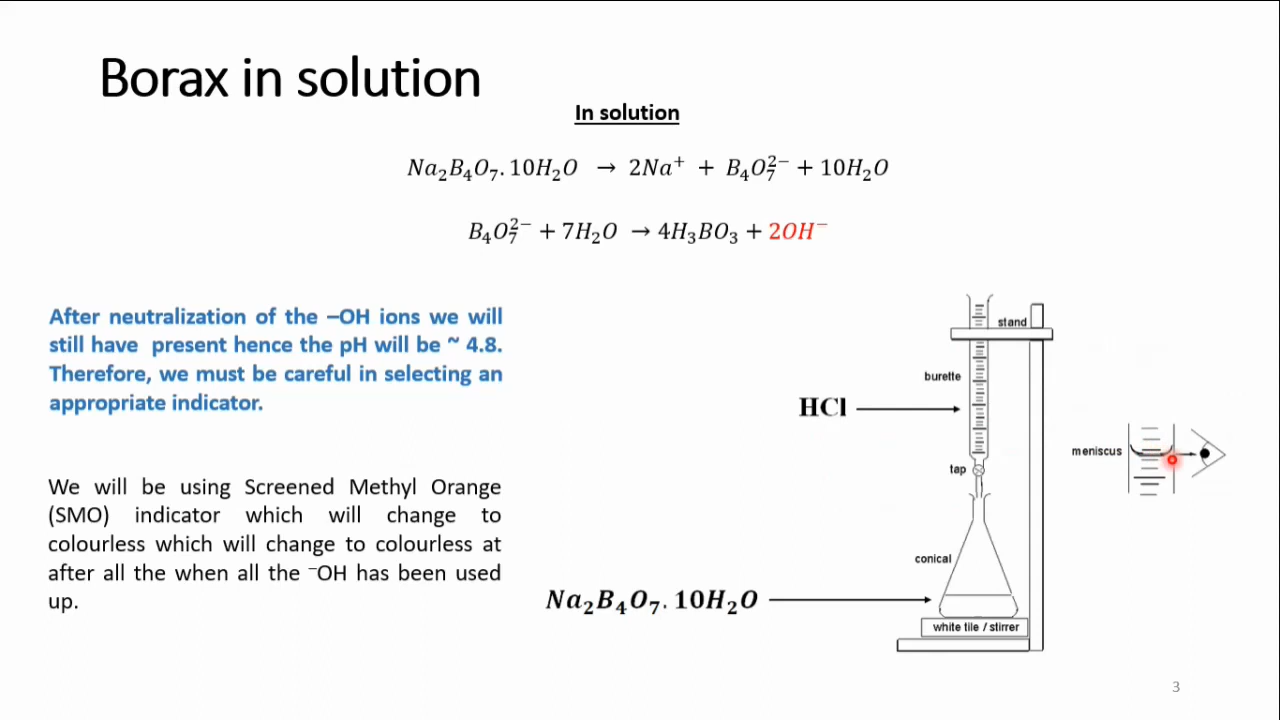 Borax in solution
In solution
Na₂B₄O₇.10H₂O → 2Na⁺ + B₄O₇²⁻ + 10H₂O
B₄O₇²⁻ + 7H₂O → 4H₃BO₃ + 2OH⁻
After neutralization of the –OH ions we will
still have present hence the pH will be ~ 4.8.
Therefore, we must be careful in selecting an
appropriate indicator.
We will be using Screened Methyl Orange
(SMO) indicator which will change to
colourless which will change to colourless at
after all the when all the ⁻OH has been used
up.
stand
burette
HCl
meniscus
tap
conical
Na₂B₄O₇.10H₂O
white tile / stirrer
3